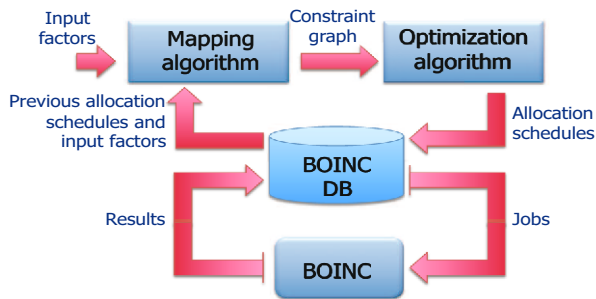 Input
factors
Mapping
algorithm
Constraint
graph
Optimization
algorithm
Previous allocation
schedules and
input factors
Allocation
schedules
BOINC
DB
Results
Jobs
BOINC